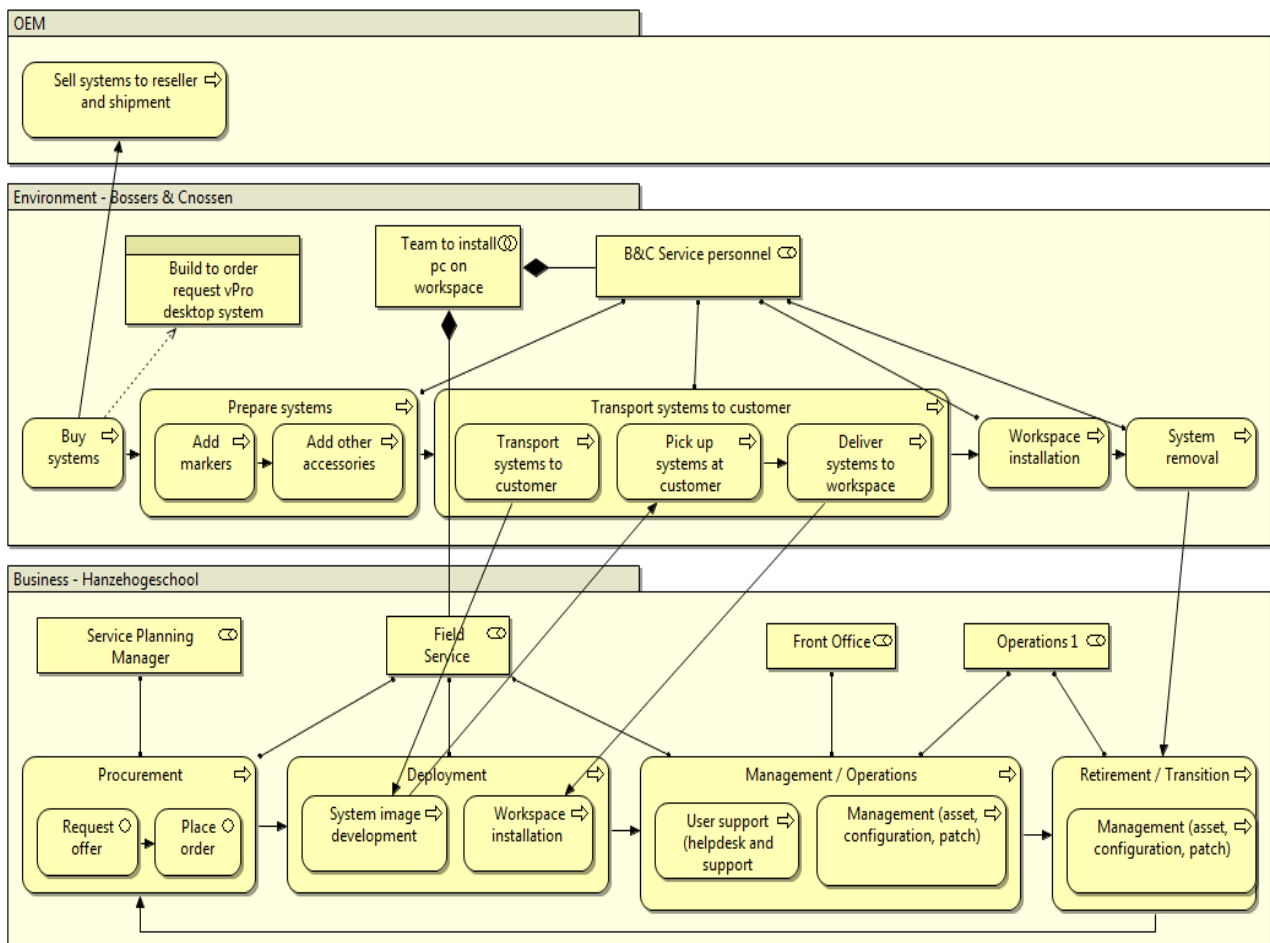 OEM
Sell systems to reseller
and shipment
Environment - Bossers & Cnossen
Build to order
request vPro
desktop system
Team to install
pc on
workspace
B&C Service personnel
Buy
systems
Prepare systems
Add
markers
Add other
accessories
Transport systems to customer
Transport
systems to
customer
Pick up
systems at
customer
Deliver
systems to
workspace
Workspace
installation
System
removal
Business - Hanzehogeschool
Service Planning
Manager
Field
Service
Front Office
Operations 1
Procurement
Request
offer
Place
order
Deployment
System image
development
Workspace
installation
Management / Operations
User support
(helpdesk and
support
Management (asset,
configuration, patch)
Retirement / Transition
Management (asset,
configuration, patch)